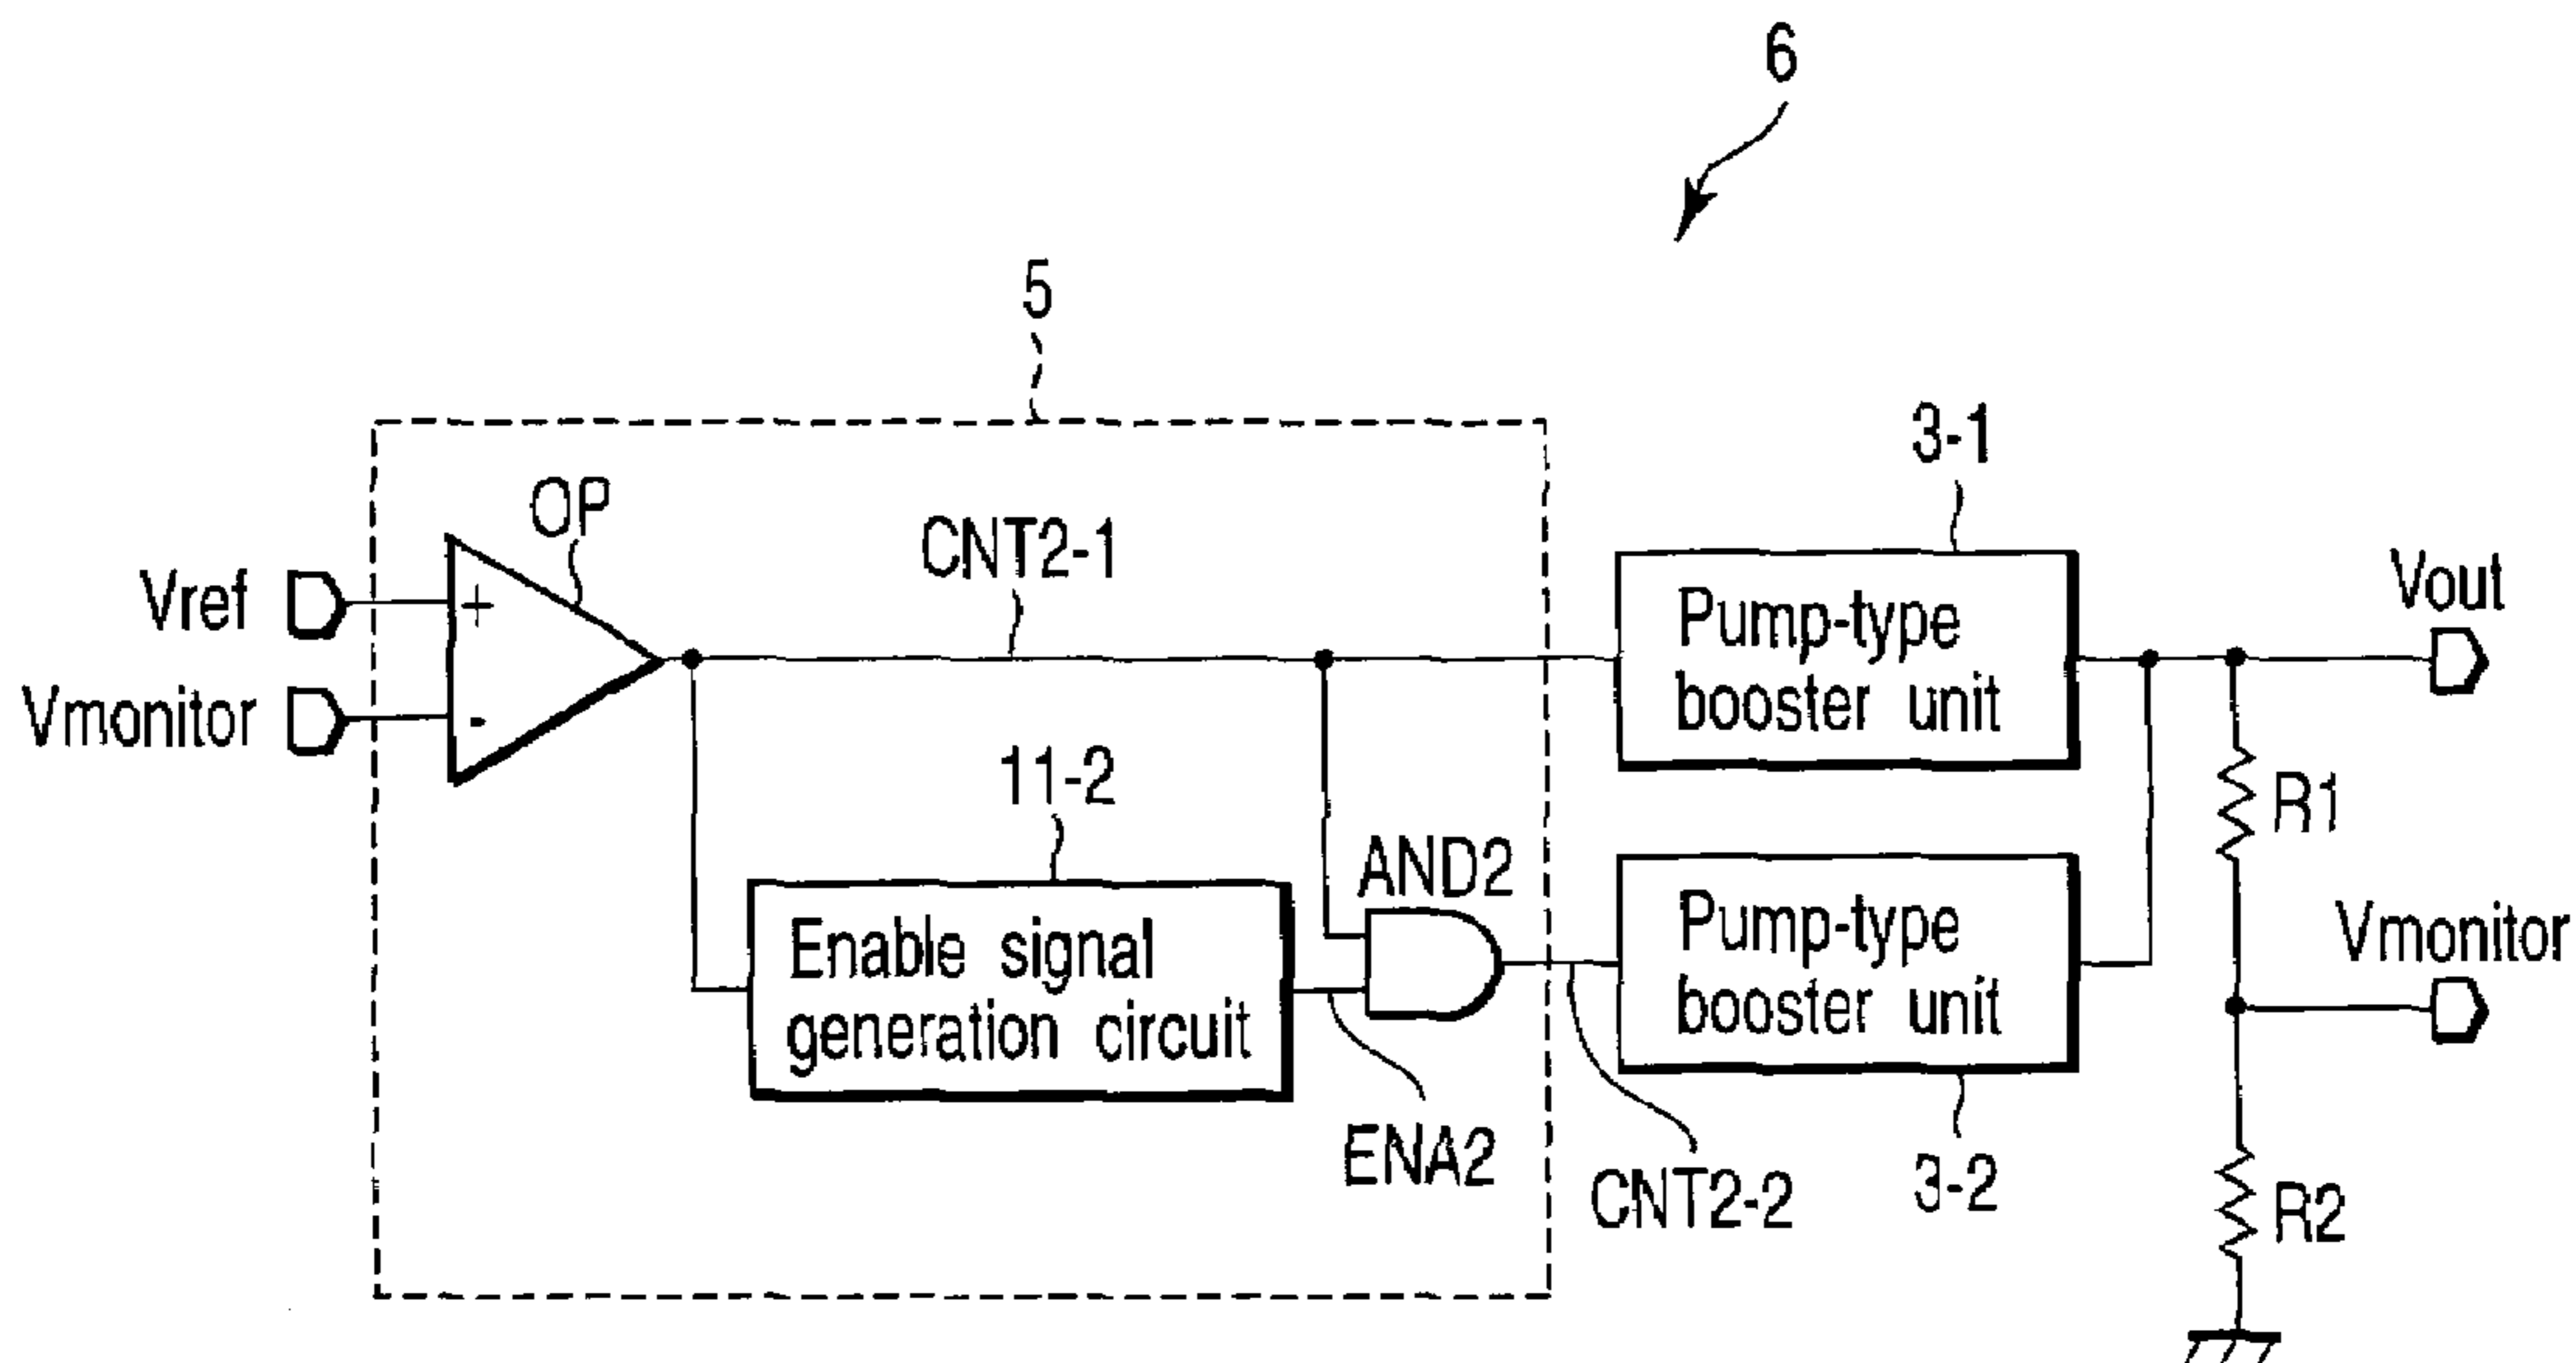 6
5
3-1
OP
CNT2-1
Vref
+
Vmonitor
-
Pump-type
booster unit
Vout
11-2
R1
AND2
Enable signal
generation circuit
Pump-type
booster unit
Vmonitor
ENA2
CNT2-2
3-2
R2